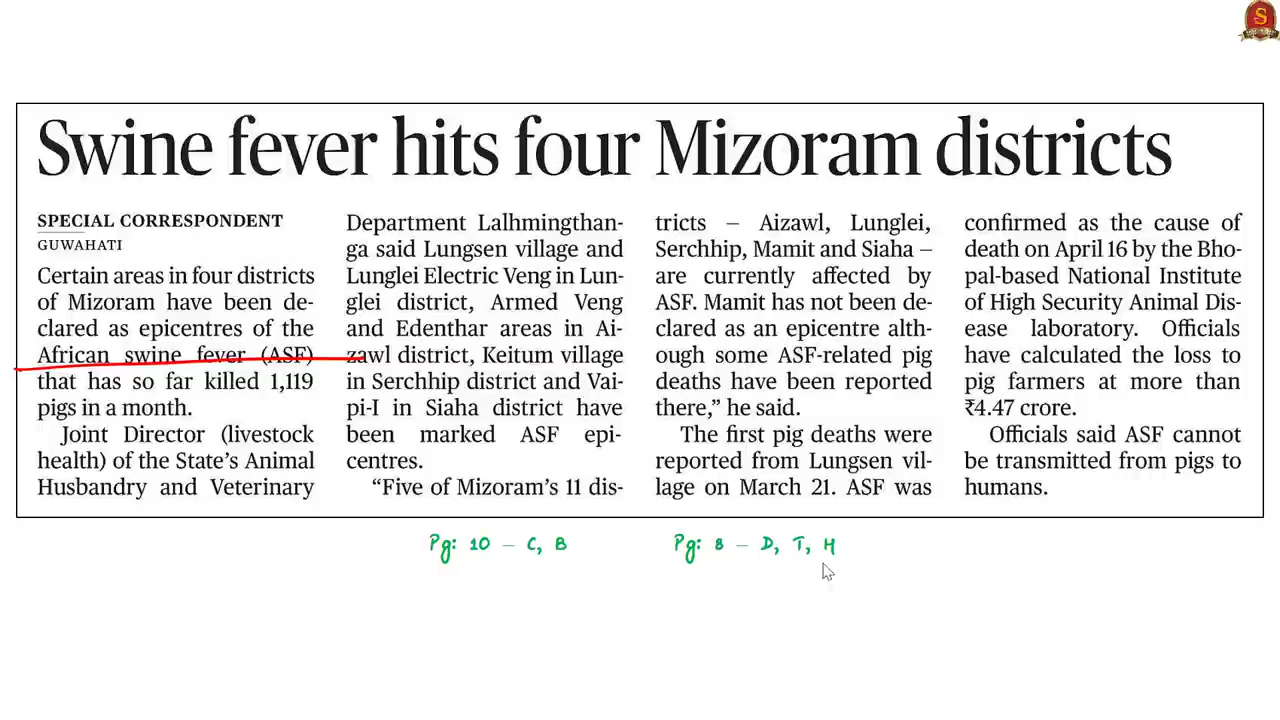 Swine fever hits four Mizoram districts
SPECIAL CORRESPONDENT
GUWAHATI
Certain areas in four districts
of Mizoram have been de-
clared as epicentres of the
African swine fever (ASF)
that has so far killed 1,119
pigs in a month.
Joint Director (livestock
health) of the State's Animal
Husbandry and Veterinary
Department Lalhmingthan-
ga said Lungsen village and
Lunglei Electric Veng in Lun-
glei district, Armed Veng
and Edenthar areas in Ai-
zawl district, Keitum village
in Serchhip district and Vai-
pi-I in Siaha district have
been marked ASF epi-
centres.
"Five of Mizoram's 11 dis-
tricts – Aizawl, Lunglei,
Serchhip, Mamit and Siaha –
are currently affected by
ASF. Mamit has not been de-
clared as an epicentre alth-
ough some ASF-related pig
deaths have been reported
there," he said.
The first pig deaths were
reported from Lungsen vil-
lage on March 21. ASF was
confirmed as the cause of
death on April 16 by the Bho-
pal-based National Institute
of High Security Animal Dis-
ease laboratory. Officials
have calculated the loss to
pig farmers at more than
₹4.47 crore.
Officials said ASF cannot
be transmitted from pigs to
humans.
Pg: 10 – C, B
Pg: 8 – D, T, H
S